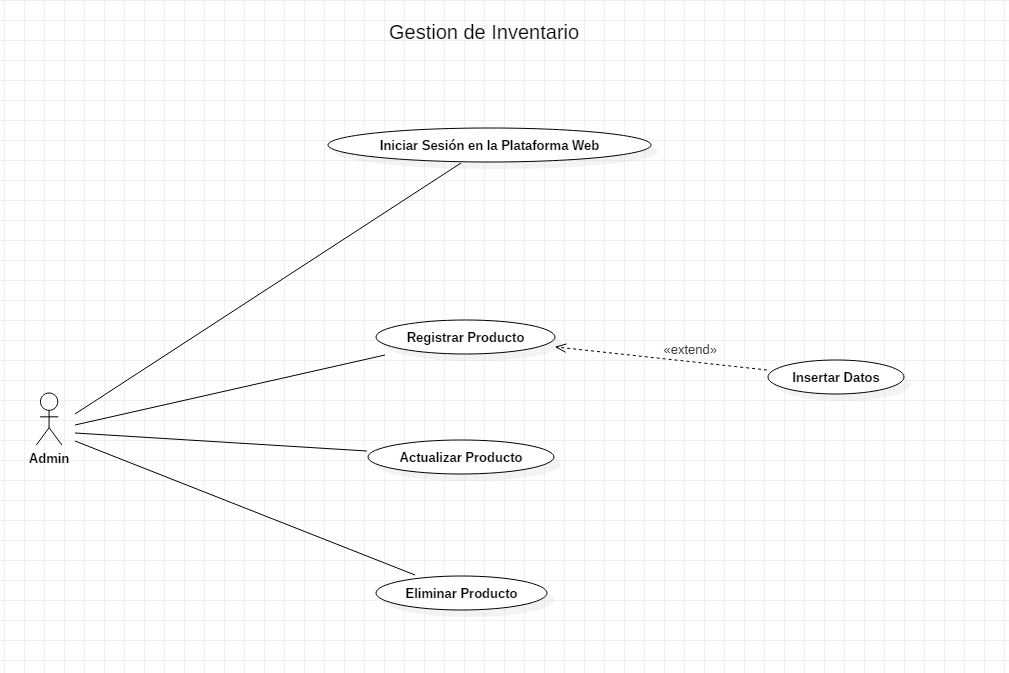 Gestion de Inventario
Iniciar Sesión en la Plataforma Web
Registrar Producto
«extend»
Insertar Datos
Admin
Actualizar Producto
Eliminar Producto